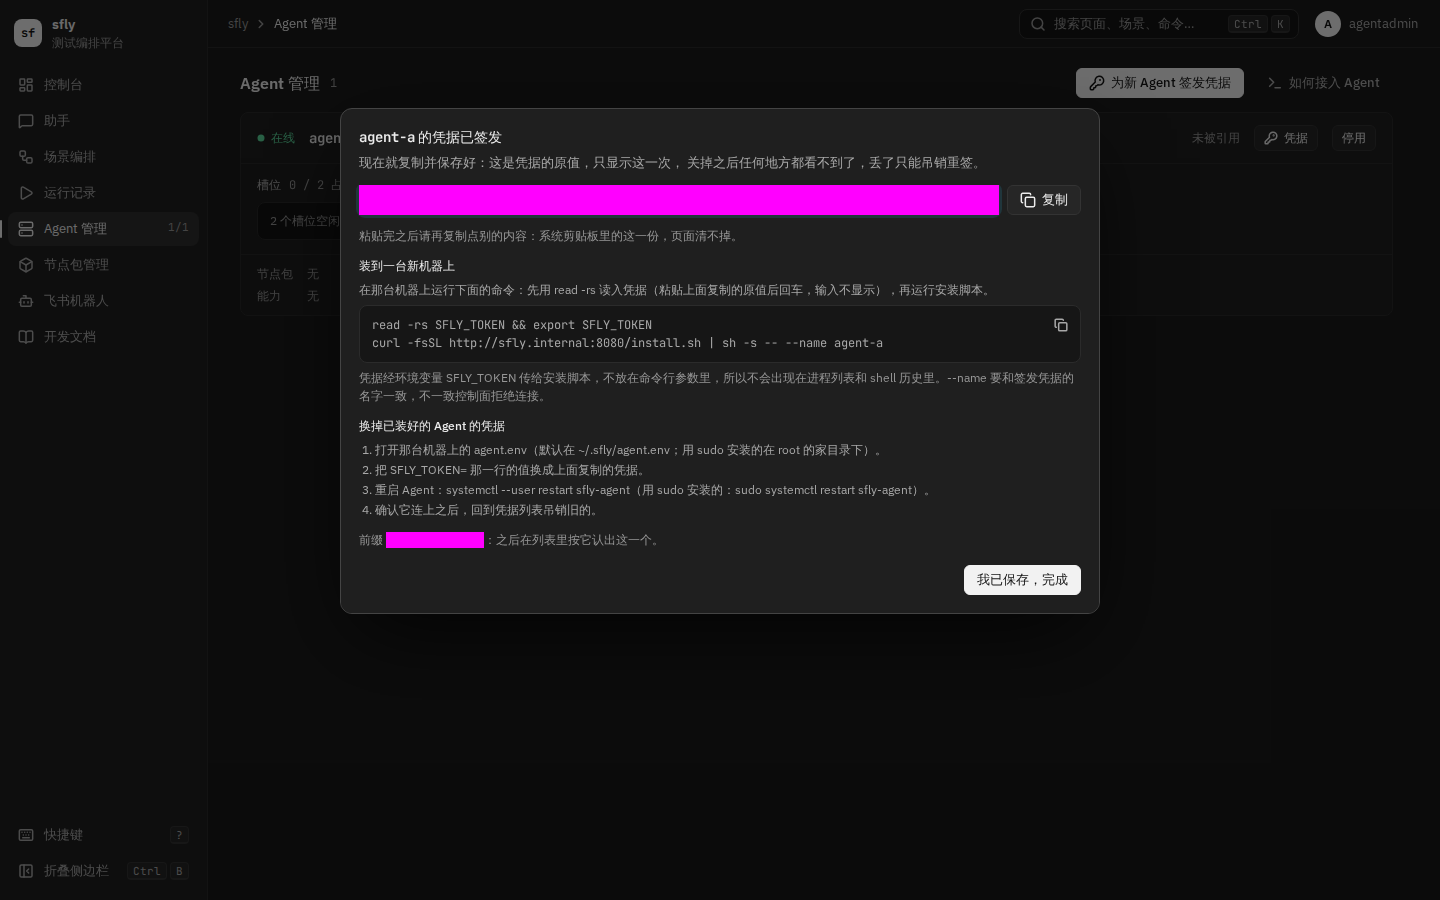 sf
sfly
测试编排平台
sfly > Agent 管理
搜索页面、场景、命令... Ctrl K
A agentadmin
控制台
助手
场景编排
运行记录
Agent 管理 1/1
节点包管理
飞书机器人
开发文档
快捷键 ?
折叠侧边栏 Ctrl B
Agent 管理 1
为新 Agent 签发凭据
如何接入 Agent
在线 agen
未被引用 凭据 停用
槽位 0 / 2 占
2 个槽位空闲
节点包 无
能力 无
agent-a 的凭据已签发
现在就复制并保存好：这是凭据的原值，只显示这一次， 关掉之后任何地方都看不到了，丢了只能吊销重签。
复制
粘贴完之后请再复制点别的内容：系统剪贴板里的这一份，页面清不掉。
装到一台新机器上
在那台机器上运行下面的命令：先用 read -rs 读入凭据（粘贴上面复制的原值后回车，输入不显示），再运行安装脚本。
read -rs SFLY_TOKEN && export SFLY_TOKEN
curl -fsSL http://sfly.internal:8080/install.sh | sh -s -- --name agent-a
凭据经环境变量 SFLY_TOKEN 传给安装脚本，不放在命令行参数里，所以不会出现在进程列表和 shell 历史里。--name 要和签发凭据的
名字一致，不一致控制面拒绝连接。
换掉已装好的 Agent 的凭据
1. 打开那台机器上的 agent.env（默认在 ~/.sfly/agent.env；用 sudo 安装的在 root 的家目录下）。
2. 把 SFLY_TOKEN= 那一行的值换成上面复制的凭据。
3. 重启 Agent：systemctl --user restart sfly-agent（用 sudo 安装的：sudo systemctl restart sfly-agent）。
4. 确认它连上之后，回到凭据列表吊销旧的。
前缀 ：之后在列表里按它认出这一个。
我已保存，完成